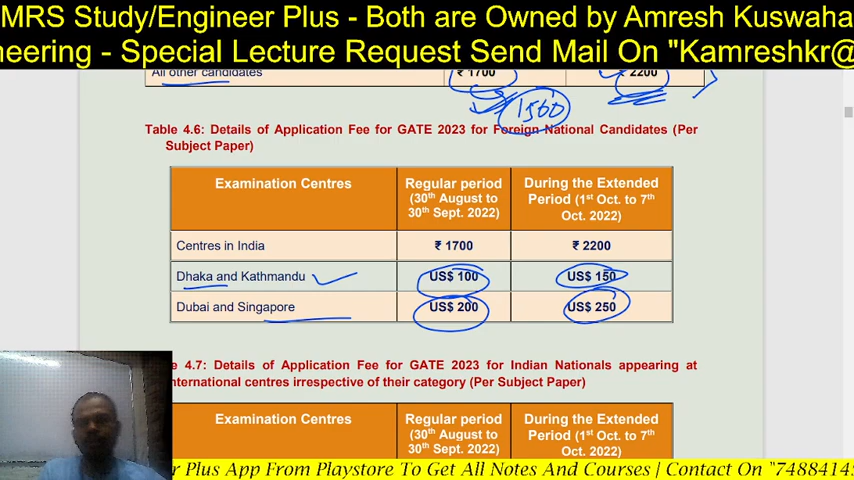 MRS Study/Engineer Plus - Both are Owned by Amresh Kuswaha
neering - Special Lecture Request Send Mail On "Kamreshkr@
All other candidates ₹ 1700 ₹ 2200
1500
Table 4.6: Details of Application Fee for GATE 2023 for Foreign National Candidates (Per
Subject Paper)
Examination Centres
Regular period
(30th August to
30th Sept. 2022)
During the Extended
Period (1st Oct. to 7th
Oct. 2022)
Centres in India ₹ 1700 ₹ 2200
Dhaka and Kathmandu US$ 100 US$ 150
Dubai and Singapore US$ 200 US$ 250
4.7: Details of Application Fee for GATE 2023 for Indian Nationals appearing at
International centres irrespective of their category (Per Subject Paper)
Examination Centres
Regular period
(30th August to
30th Sept. 2022)
During the Extended
Period (1st Oct. to 7th
Oct. 2022)
r Plus App From Playstore To Get All Notes And Courses | Contact On "7488414